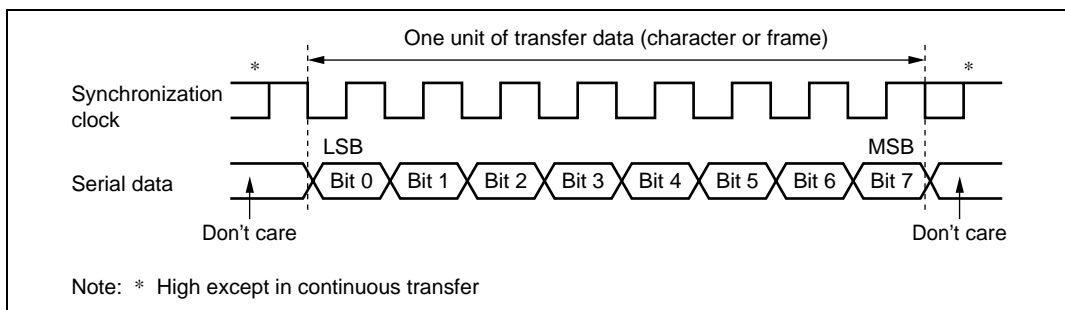 One unit of transfer data (character or frame)
* *
Synchronization
clock
LSB MSB
Serial data Bit 0 Bit 1 Bit 2 Bit 3 Bit 4 Bit 5 Bit 6 Bit 7
Don't care Don't care
Note: * High except in continuous transfer